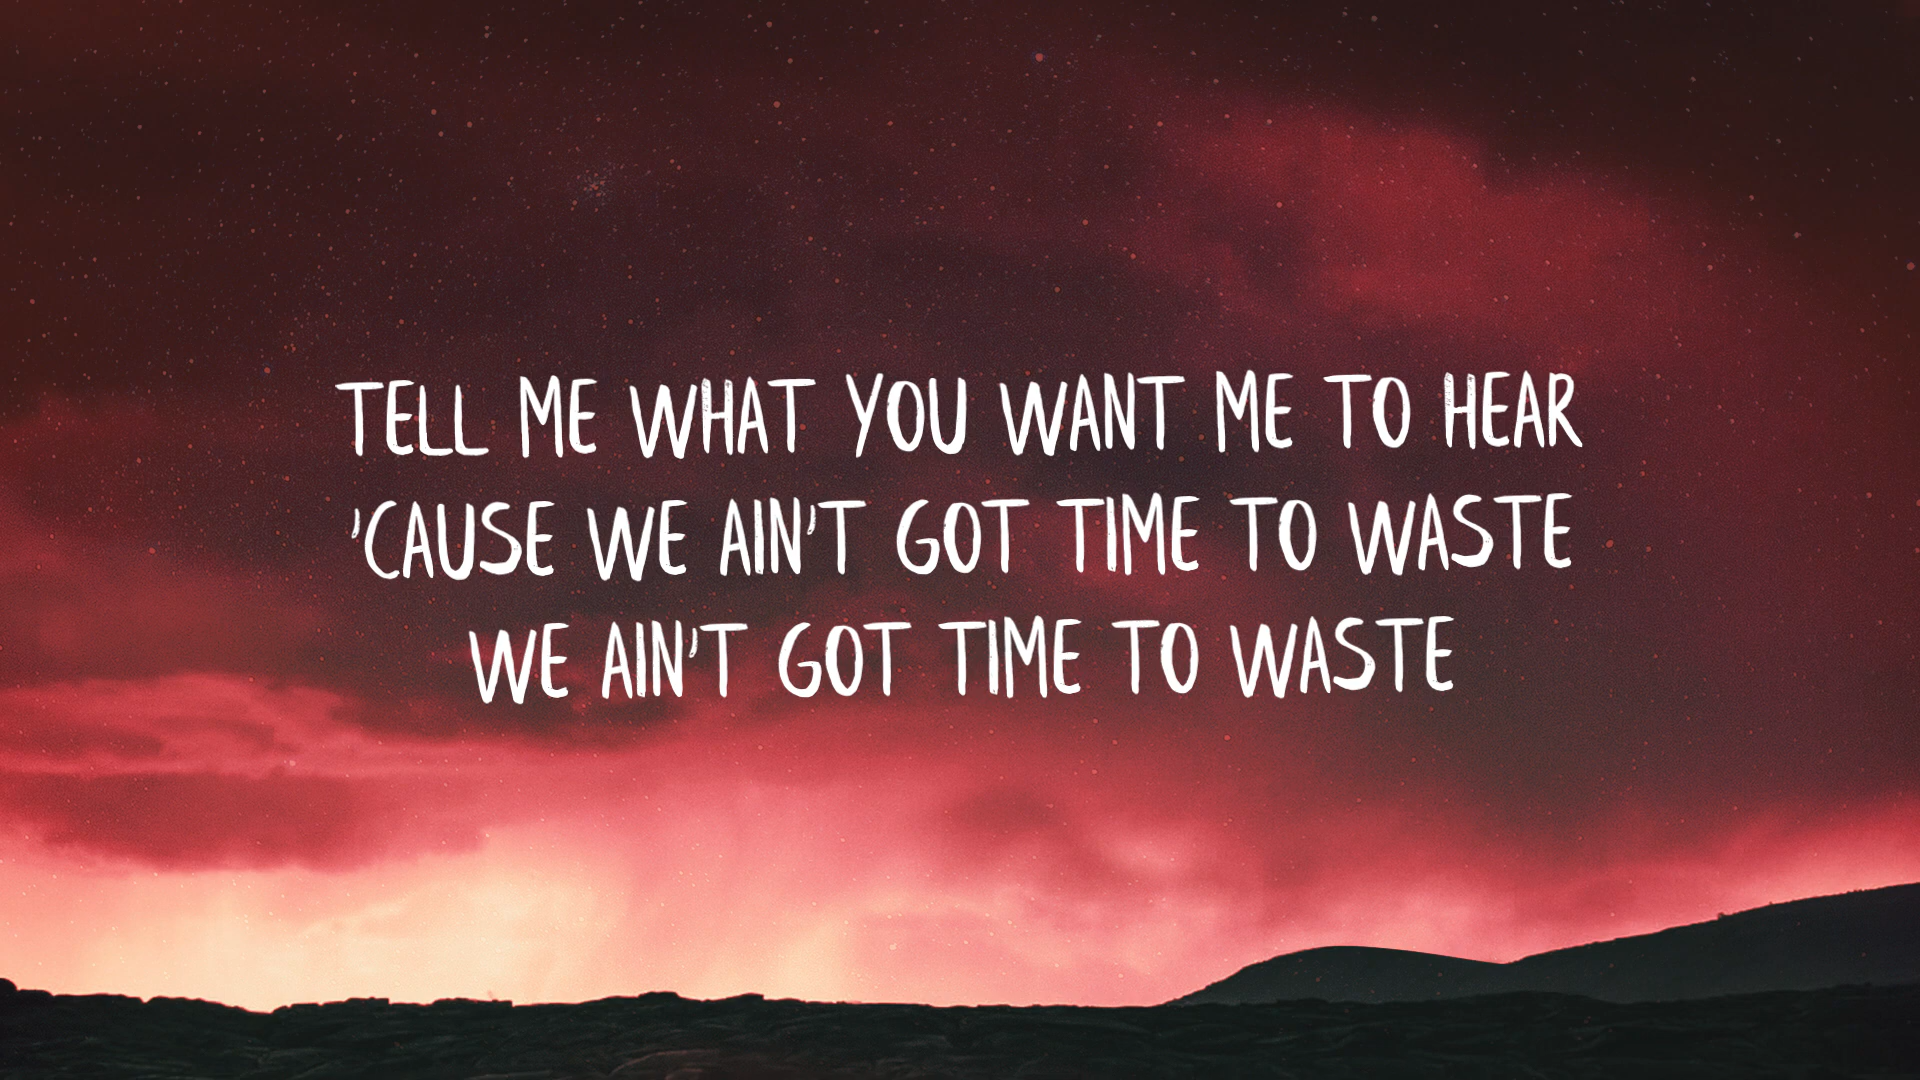 TELL ME WHAT YOU WANT ME TO HEAR
'CAUSE WE AIN'T GOT TIME TO WASTE
WE AIN'T GOT TIME TO WASTE